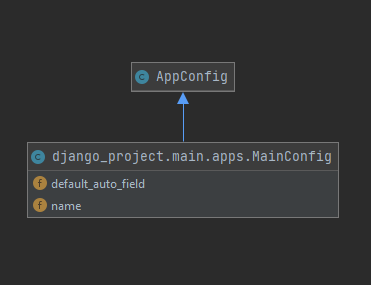 C AppConfig
C django_project.main.apps.MainConfig
f default_auto_field
f name